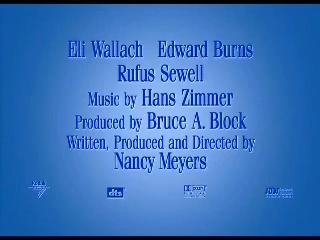 Eli Wallach Edward Burns
Rufus Sewell
Music by Hans Zimmer
Produced by Bruce A. Block
Written, Produced and Directed by
Nancy Meyers
dts